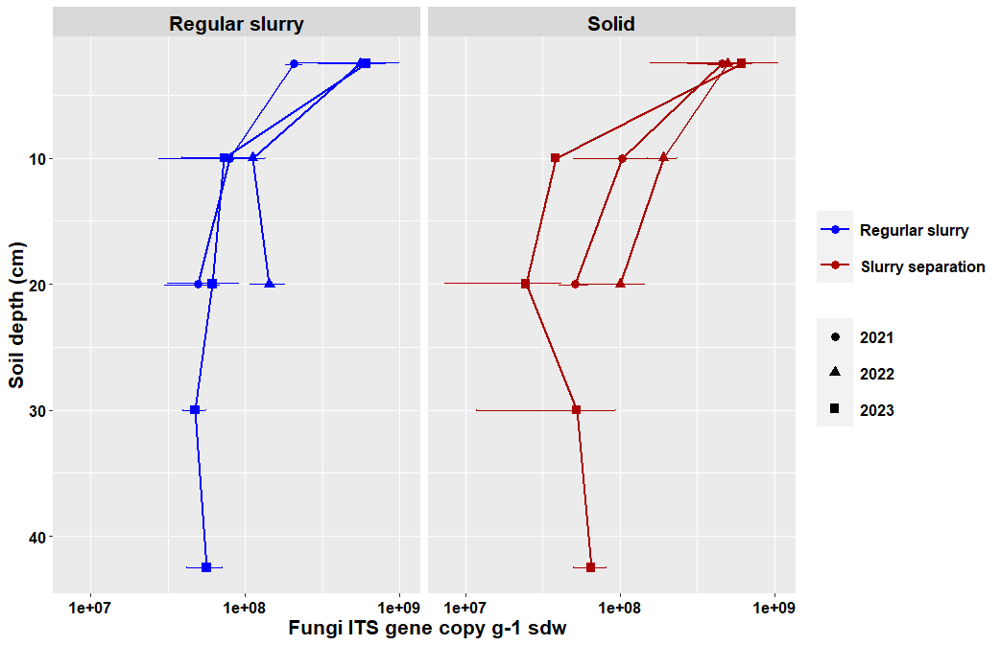 Regular slurry
Solid
Soil depth (cm)
10
20
30
40
1e+07
1e+08
1e+09
1e+07
1e+08
1e+09
Fungi ITS gene copy g-1 sdw
Regurlar slurry
Slurry separation
2021
2022
2023